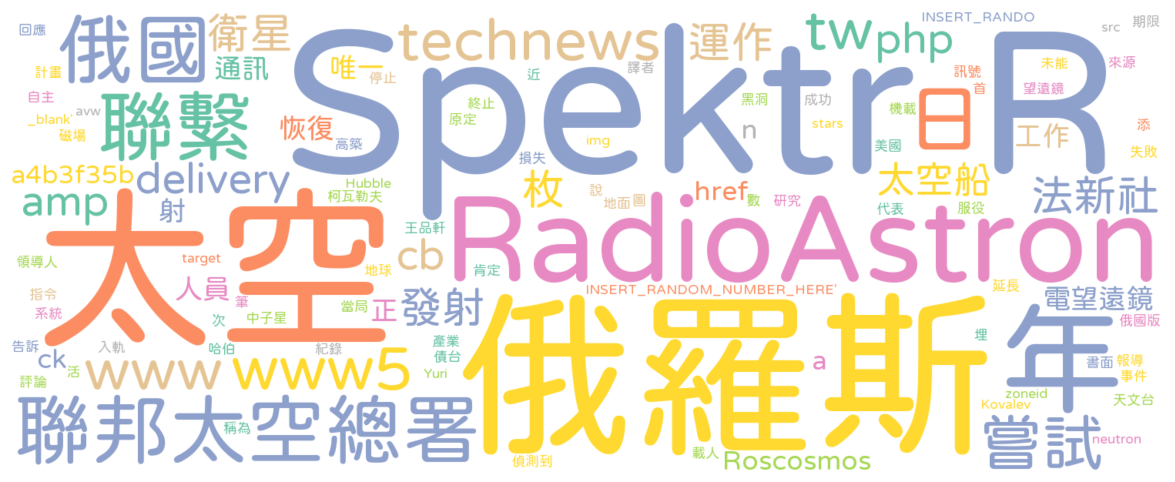 Spektr
R
太空
俄羅斯
RadioAstron
年
日
俄國
聯繫
聯邦太空總署
www
www5
technews
運作
tw
php
衛星
通訊
唯一
停止
譯者
近
INSERT_RANDO
src
期限
回應
計畫
自主
avw
_blank'
磁場
高築
恢復
終止
原定
img
損失
黑洞
成功
stars
機載
訊號
首
未能
望遠鏡
來源
n
工作
添
失敗
美國
a4b3f35b
delivery
amp
射
Hubble
柯瓦勒夫
枚
說
地面
圖
href
數
研究
太空船
代表
服役
法新社
王品軒
cb
肯定
領導人
target
人員
筆
地球
INSERT_RANDOM_NUMBER_HERE'
延長
電望遠鏡
指令
系統
次
中子星
當局
正
發射
俄國版
告訴
ck
入軌
哈伯
紀錄
產業
債台
a
埋
書面
報導
事件
評論
活
Yuri
zoneid
天文台
Kovalev
稱為
嘗試
neutron
偵測到
載人
Roscosmos